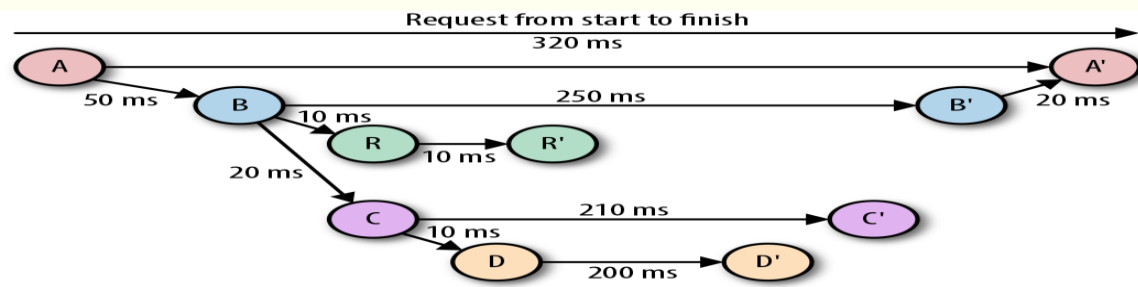 Request from start to finish
320 ms
A A'
50 ms B 250 ms B' 20 ms
10 ms
R R'
10 ms
20 ms
C 210 ms C'
10 ms
D D'
200 ms